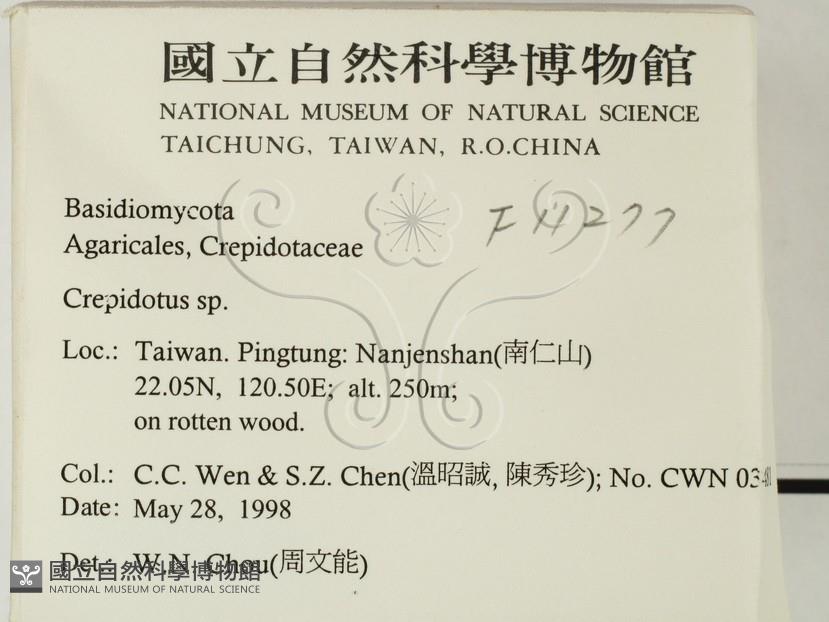 國立自然科學博物館
NATIONAL MUSEUM OF NATURAL SCIENCE
TAICHUNG, TAIWAN, R.O.CHINA
Basidiomycota
Agaricales, Crepidotaceae
Crepidotus sp.
Loc.: Taiwan. Pingtung: Nanjenshan(南仁山)
22.05N, 120.50E; alt. 250m;
on rotten wood.
Col.: C.C. Wen & S.Z. Chen(溫昭誠, 陳秀珍); No. CWN
Date: May 28, 1998
Det.: W.N. Chou(周文能)
國立自然科學博物館
NATIONAL MUSEUM OF NATURAL SCIENCE